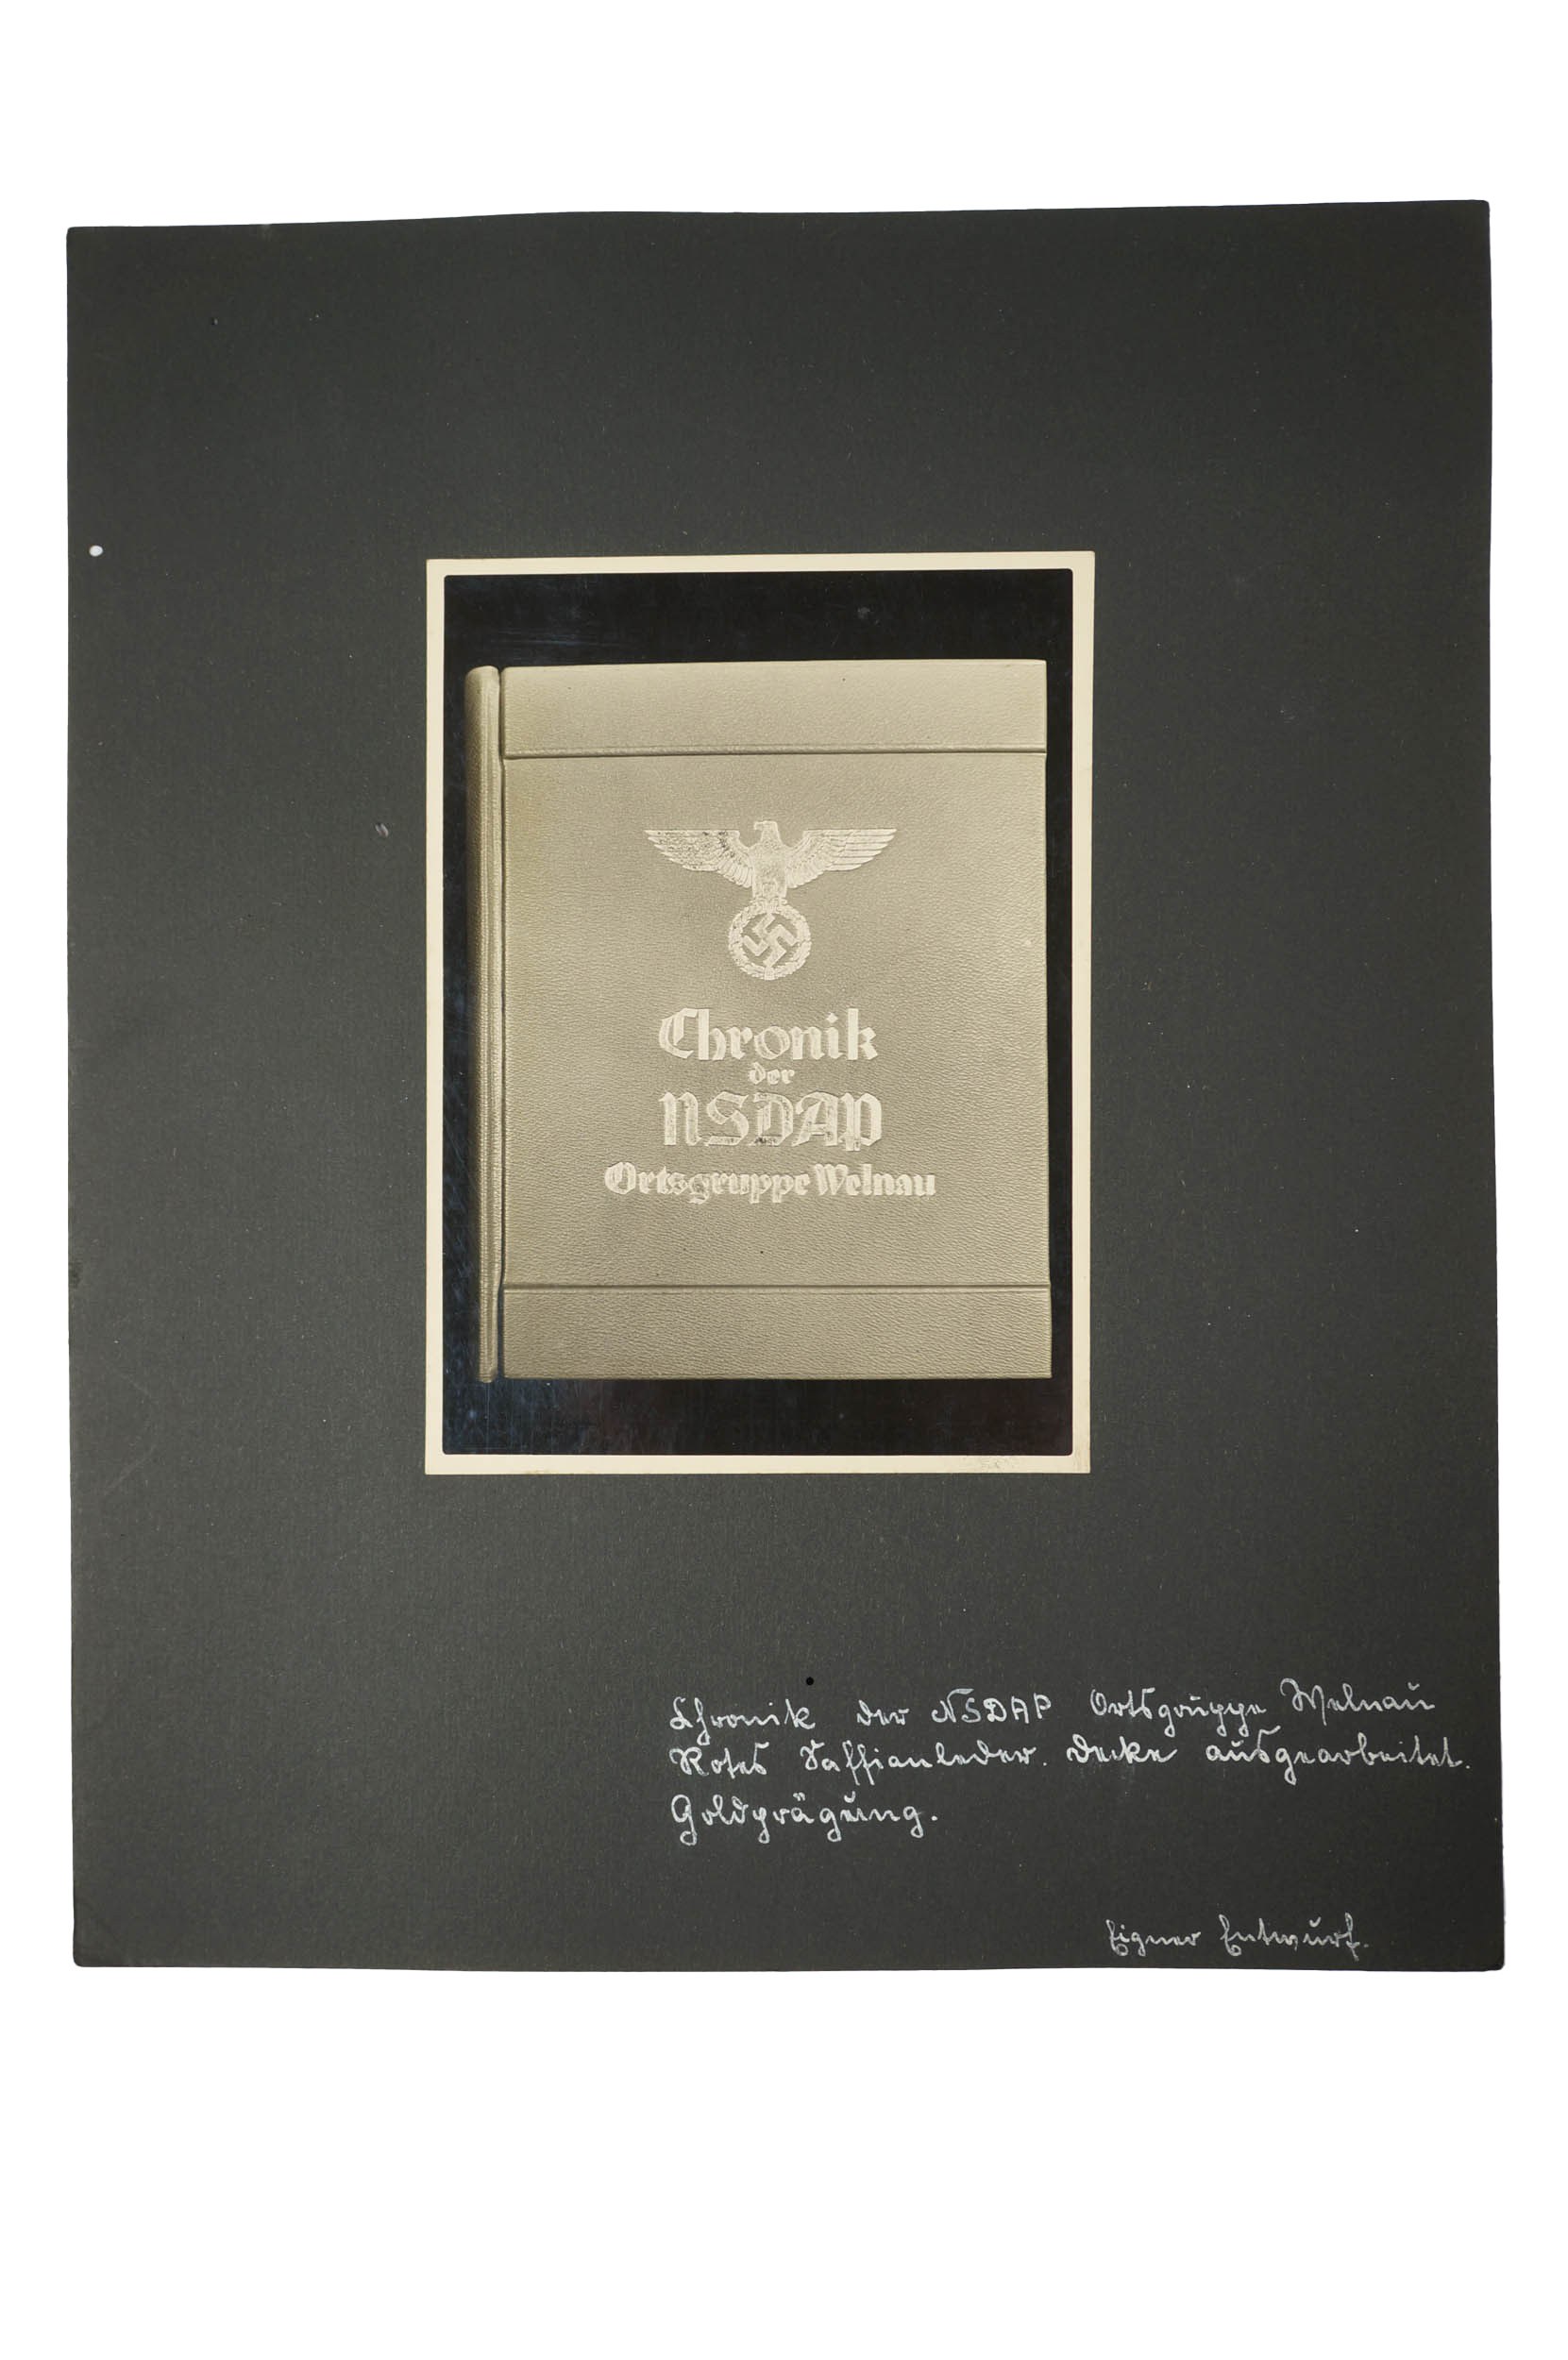 Chronik
der
NSDAP
Ortsgruppe Welnau
Chronik der NSDAP Ortsgruppe Welnau
Rotes Saffianleder. Decke ausgearbeitet.
Goldprägung.
Eigner Entwurf.